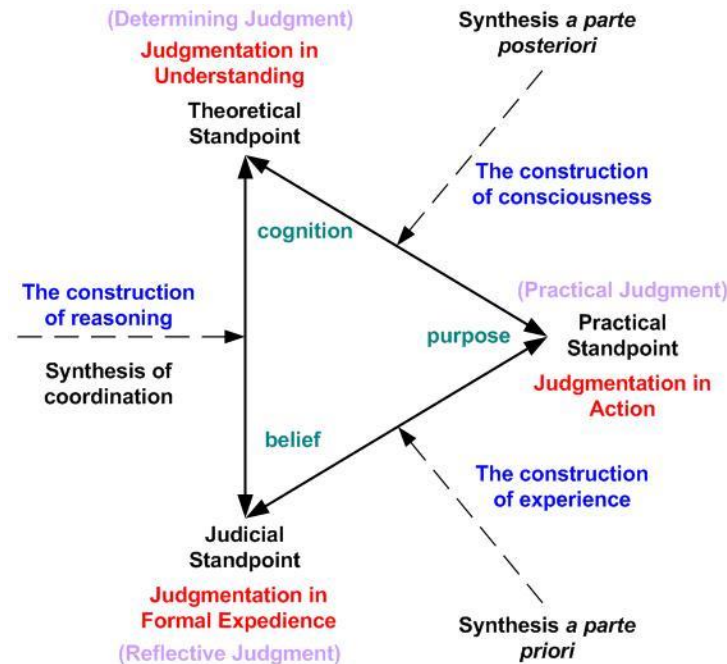 (Determining Judgment)
Judgmentation in
Understanding
Theoretical
Standpoint
Synthesis a parte
posteriori
The construction
of consciousness
cognition
The construction
of reasoning
Synthesis of
coordination
purpose
(Practical Judgment)
Practical
Standpoint
Judgmentation in
Action
belief
The construction
of experience
Judicial
Standpoint
Judgmentation in
Formal Expedience
(Reflective Judgment)
Synthesis a parte
priori